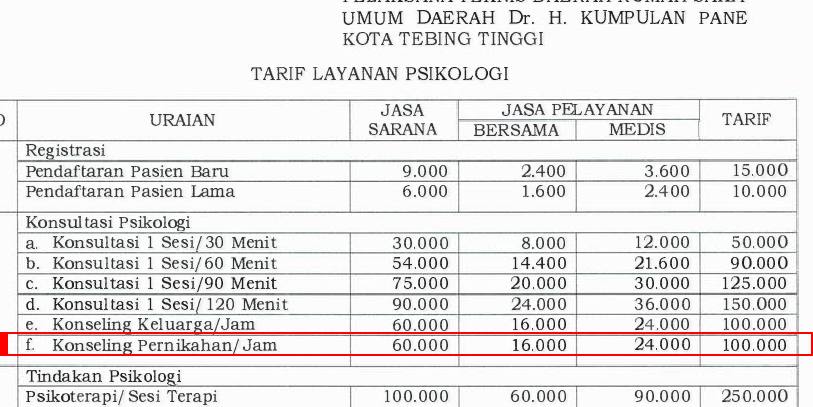 UMUM DAERAH Dr. H. KUMPULAN PANE
KOTA TEBING TINGGI
TARIF LAYANAN PSIKOLOGI
URAIAN JASA SARANA JASA PELAYANAN TARIF
BERSAMA MEDIS
Registrasi
Pendaftaran Pasien Baru 9.000 2.400 3.600 15.000
Pendaftaran Pasien Lama 6.000 1.600 2.400 10.000
Konsultasi Psikologi
a. Konsultasi 1 Sesi/30 Menit 30.000 8.000 12.000 50.000
b. Konsultasi 1 Sesi/60 Menit 54.000 14.400 21.600 90.000
c. Konsultasi 1 Sesi/90 Menit 75.000 20.000 30.000 125.000
d. Konsultasi 1 Sesi/120 Menit 90.000 24.000 36.000 150.000
e. Konseling Keluarga/Jam 60.000 16.000 24.000 100.000
f. Konseling Pernikahan/Jam 60.000 16.000 24.000 100.000
Tindakan Psikologi
Psikoterapi/Sesi Terapi 100.000 60.000 90.000 250.000